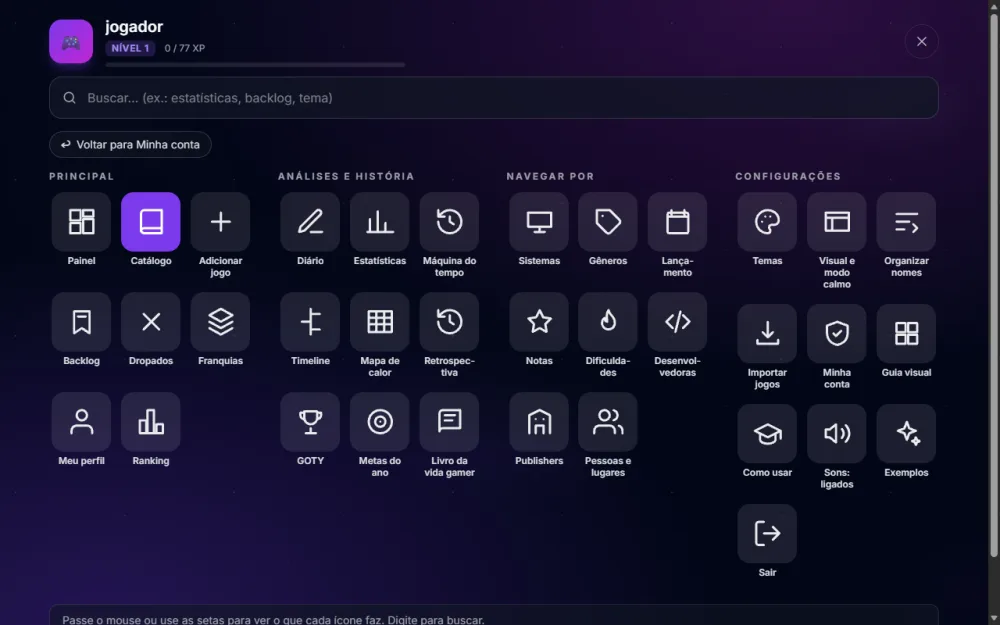 jogador
NÍVEL 1 0 / 77 XP
Buscar... (ex.: estatísticas, backlog, tema)
Voltar para Minha conta
PRINCIPAL
Painel
Catálogo
Adicionar
jogo
Backlog
Dropados
Franquias
Meu perfil
Ranking
ANÁLISES E HISTÓRIA
Diário
Estatísticas
Máquina do
tempo
Timeline
Mapa de
calor
Retrospec-
tiva
GOTY
Metas do
ano
Livro da
vida gamer
NAVEGAR POR
Sistemas
Gêneros
Lança-
mento
Notas
Dificulda-
des
Desenvol-
vedoras
Publishers
Pessoas e
lugares
CONFIGURAÇÕES
Temas
Visual e
modo
calmo
Organizar
nomes
Importar
jogos
Minha
conta
Guia visual
Como usar
Sons:
ligados
Exemplos
Sair
Passe o mouse ou use as setas para ver o que cada ícone faz. Digite para buscar.